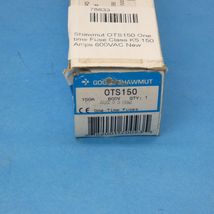 78633
Shawmut OTS150 One
time Fuse Class K5 150
Amps 600VAC New
GOULD SHAWMUT
OTS150
150A 600V QTY: 1
One-Time Fuses